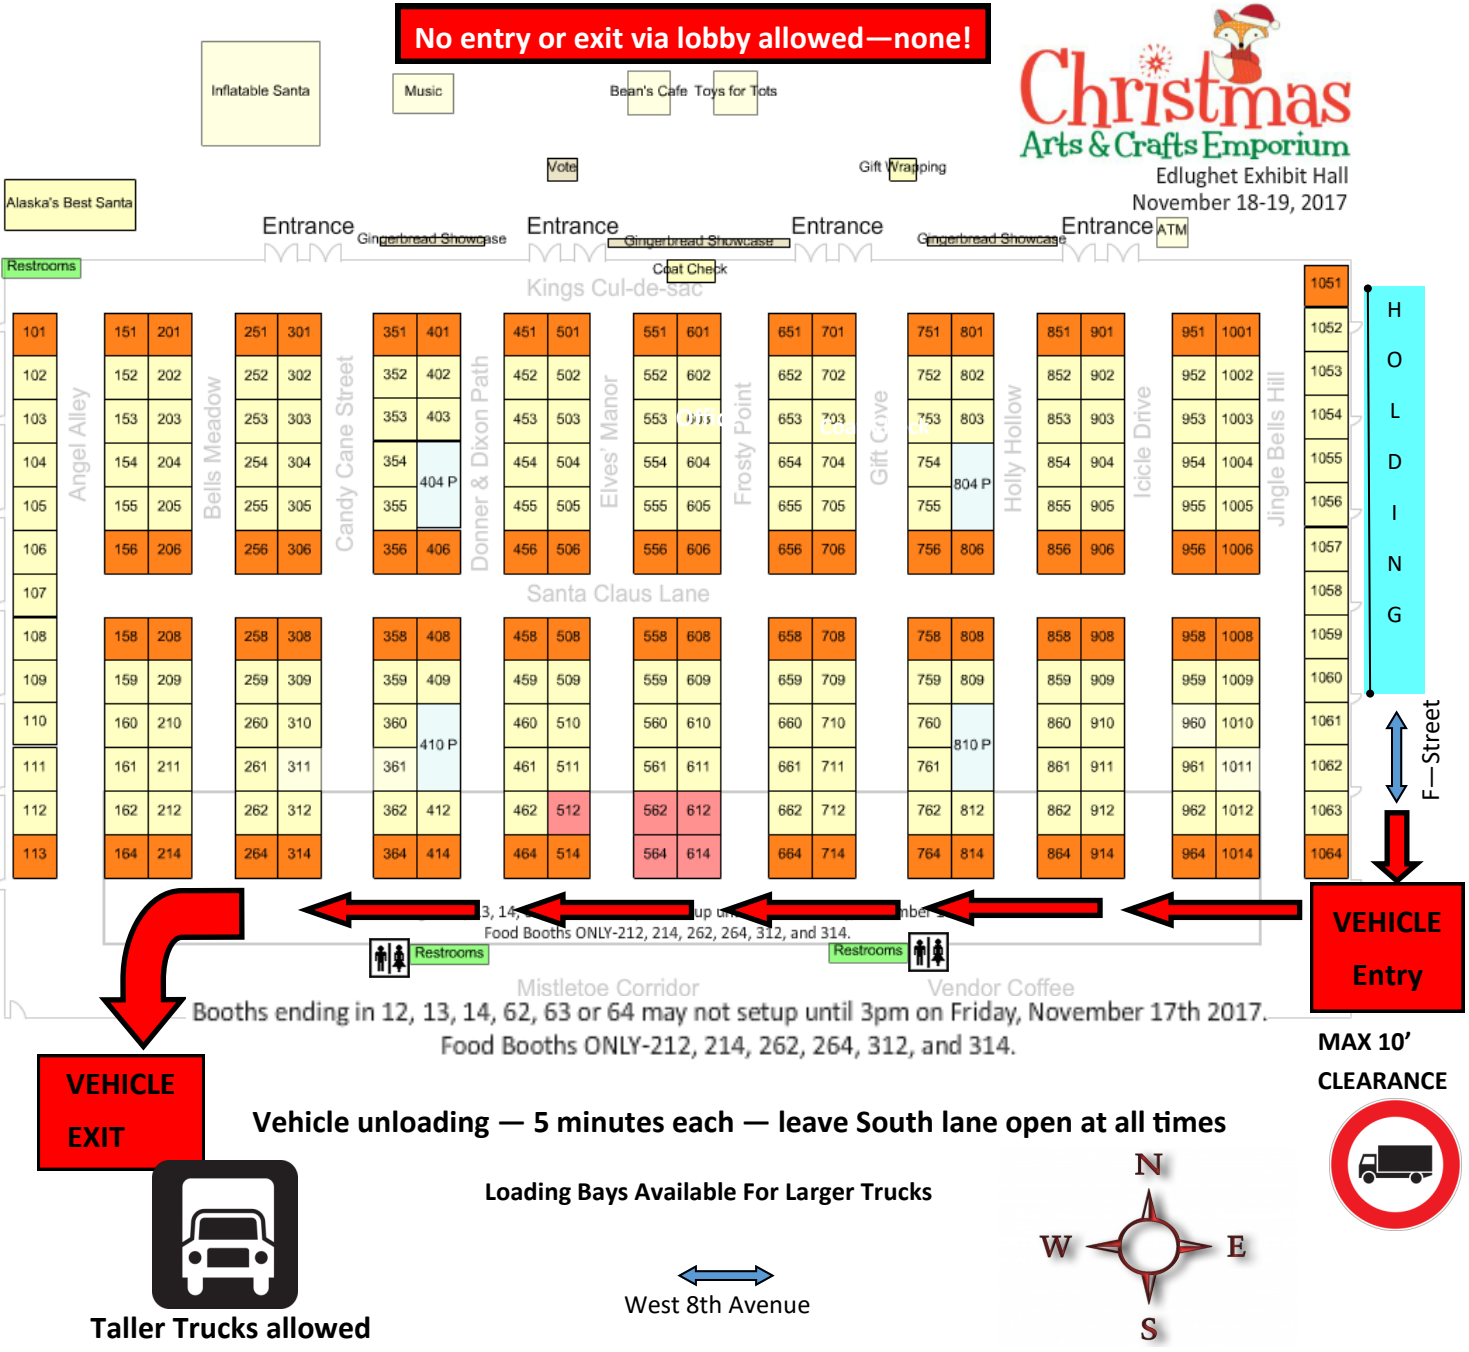 No entry or exit via lobby allowed—none!
Christmas
Arts & Crafts Emporium
Edlughet Exhibit Hall
November 18-19, 2017
Inflatable Santa
Music
Bean's Cafe Toys for Tots
Vote
Gift Wrapping
Alaska's Best Santa
Entrance Entrance Entrance Entrance
Gingerbread Showcase Gingerbread Showcase Gingerbread Showcase
ATM
Restrooms
Coat Check
Kings Cul-de-sac
1051
101 151 201 251 301 351 401 451 501 551 601 651 701 751 801 851 901 951 1001 1052
102 152 202 252 302 352 402 452 502 552 602 652 702 752 802 852 902 952 1002 1053
103 153 203 253 303 353 403 453 503 553 653 703 753 803 853 903 953 1003 1054
104 154 204 254 304 354 404 P 454 504 554 604 654 704 754 804 P 854 904 954 1004 1055
105 155 205 255 305 355 455 505 555 605 655 705 755 855 905 955 1005 1056
106 156 206 256 306 356 406 456 506 556 606 656 706 756 806 856 906 956 1006 1057
107 1058
Angel Alley
Bells Meadow
Candy Cane Street
Donner & Dixon Path
Elves' Manor
Frosty Point
Gift Cove
Holly Hollow
Icicle Drive
Jingle Bells Hill
HOLDING
Santa Claus Lane
108 158 208 258 308 358 408 458 508 558 608 658 708 758 808 858 908 958 1008 1059
109 159 209 259 309 359 409 459 509 559 609 659 709 759 809 859 909 959 1009 1060
110 160 210 260 310 360 410 P 460 510 560 610 660 710 760 810 P 860 910 960 1010 1061
111 161 211 261 311 361 461 511 561 611 661 711 761 861 911 961 1011 1062
112 162 212 262 312 362 412 462 512 562 612 662 712 762 812 862 912 962 1012 1063
113 164 214 264 314 364 414 464 514 564 614 664 714 764 814 864 914 964 1014 1064
F—Street
VEHICLE
Entry
3, 14,
Food Booths ONLY-212, 214, 262, 264, 312, and 314.
Restrooms
Restrooms
Mistletoe Corridor
Vendor Coffee
Booths ending in 12, 13, 14, 62, 63 or 64 may not setup until 3pm on Friday, November 17th 2017.
Food Booths ONLY-212, 214, 262, 264, 312, and 314.
MAX 10’
CLEARANCE
VEHICLE
EXIT
Vehicle unloading — 5 minutes each — leave South lane open at all times
Loading Bays Available For Larger Trucks
N
W E
S
West 8th Avenue
Taller Trucks allowed